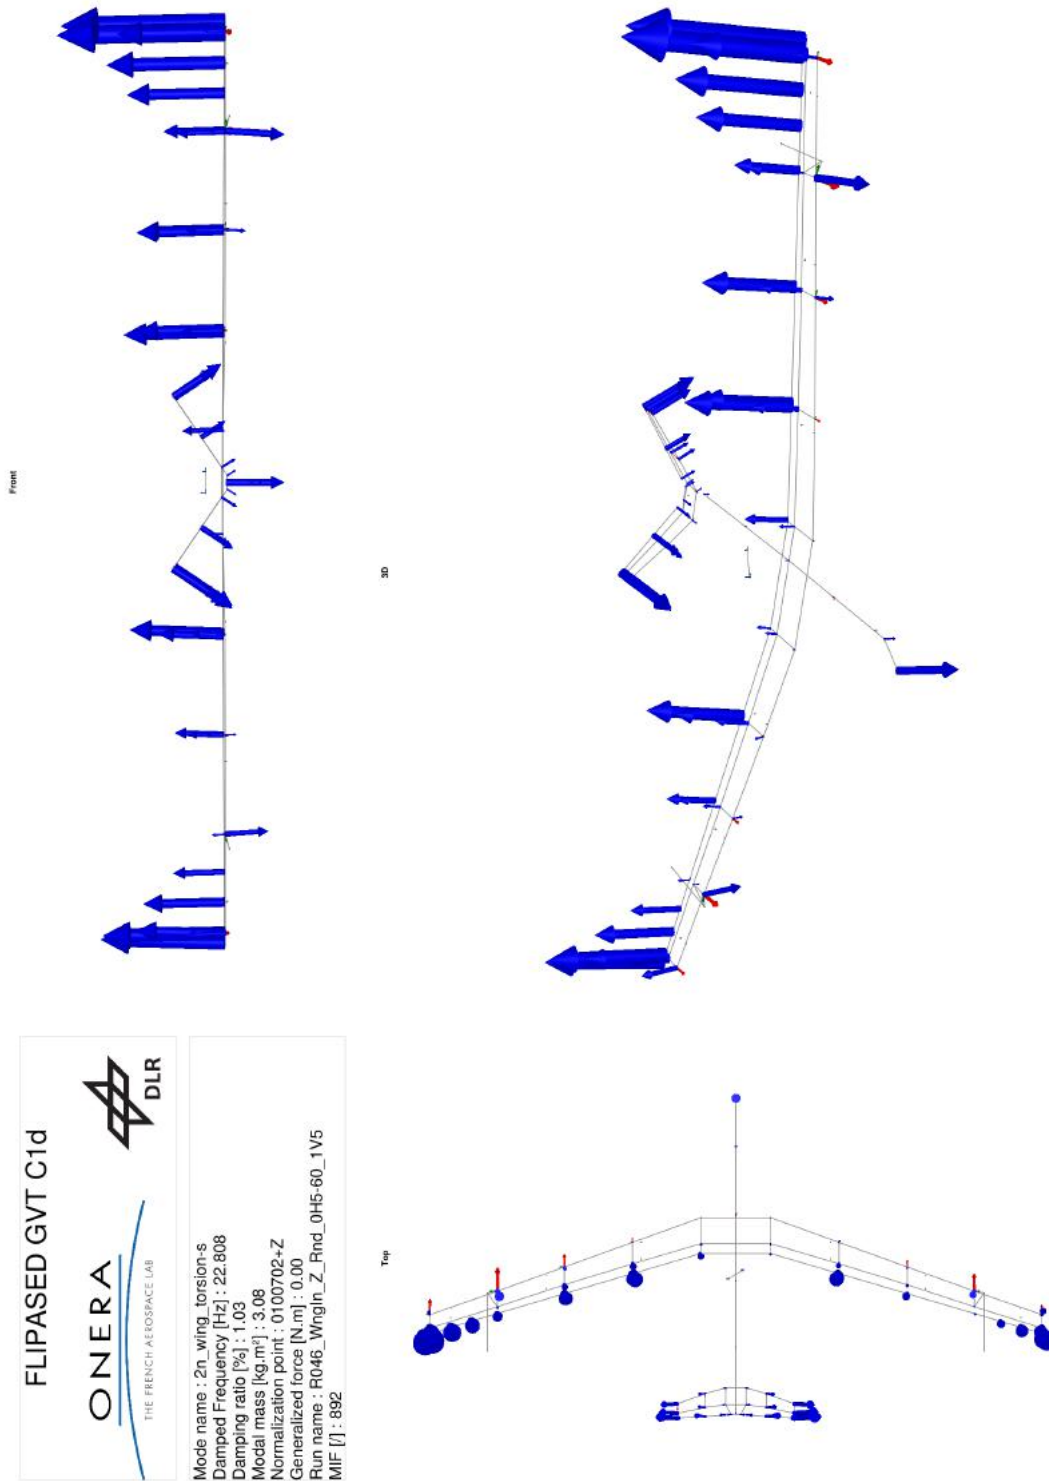 Front
3D
FLIPASED GVT C1d
ONERA
THE FRENCH AEROSPACE LAB
DLR
Mode name : 2n_wing_torsion-s
Damped Frequency [Hz] : 22.808
Damping ratio [%] : 1.03
Modal mass [kg.m²] : 3.08
Normalization point : 0100702+Z
Generalized force [N.m] : 0.00
Run name : R046_WngIn_Z_Rnd_0H5-60_1V5
MIF [/] : 892
Top